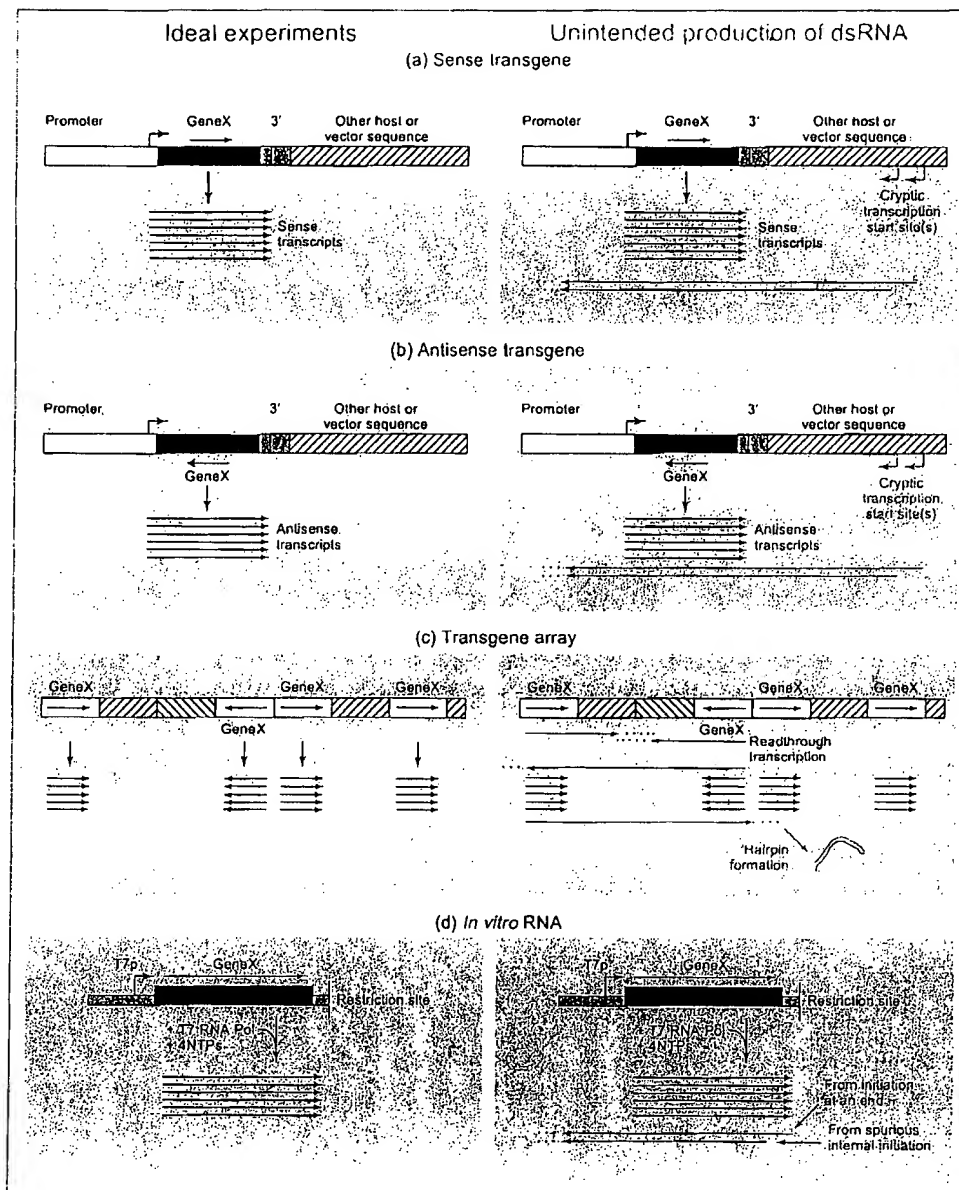 Ideal experiments
Unintended production of dsRNA
(a) Sense transgene
Promoter
GeneX
3'
Other host or
vector sequence
Sense
transcripts
Promoter
GeneX
3'
Other host or
vector sequence
Cryptic
transcription
start site(s)
Sense
transcripts
(b) Antisense transgene
Promoter
3'
Other host or
vector sequence
GeneX
Antisense
transcripts
Promoter
3'
Other host or
vector sequence
GeneX
Cryptic
transcription
start site(s)
Antisense
transcripts
(c) Transgene array
GeneX
GeneX
GeneX
GeneX
GeneX
GeneX
GeneX
GeneX
Readthrough
transcription
Hairpin
formation
(d) In vitro RNA
T7p
GeneX
Restriction site
+ T7 RNA Pol
+ 4NTPs
T7p
GeneX
Restriction site
+ T7 RNA Pol
+ 4NTPs
From initiation
at an end
From spurious
internal initiation